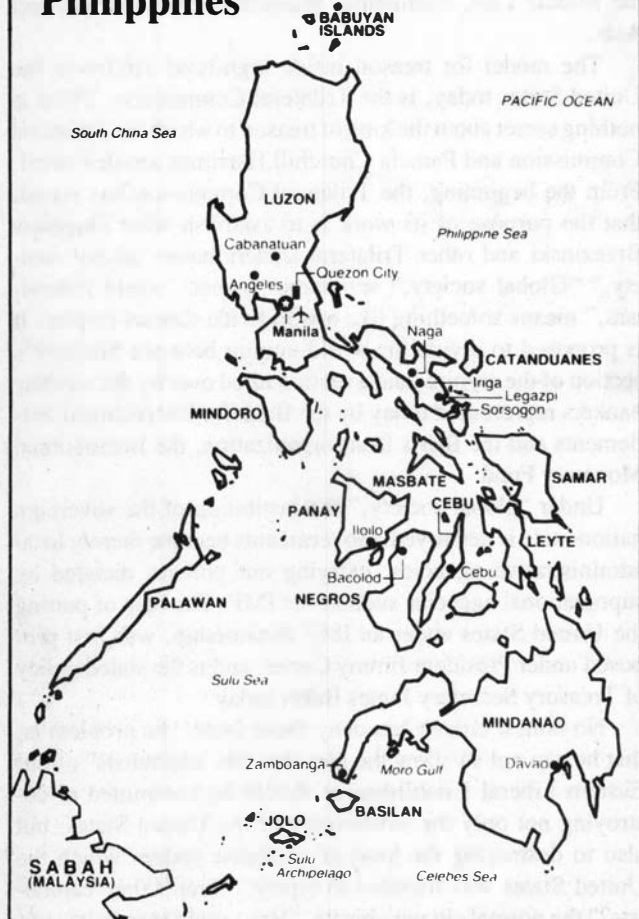 Philippines
BABUYAN
ISLANDS
PACIFIC OCEAN
South China Sea
LUZON
Philippine Sea
Cabanatuan
Quezon City
Angeles
Manila
Naga
CATANDUANES
Iriga
Legazpi
Sorsogon
MINDORO
MASBATE
SAMAR
CEBU
PANAY
LEYTE
Iloilo
Bacolod
Cebu
NEGROS
PALAWAN
Sulu Sea
MINDANAO
Zamboanga
Moro Gulf
Davao
BASILAN
JOLO
Sulu
Archipelago
SABAH
(MALAYSIA)
Celebes Sea